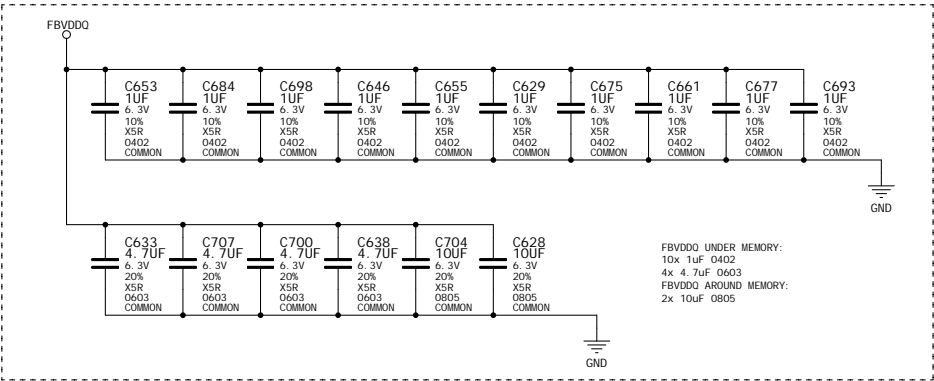 FBVDDQ
C653
1UF
6.3V
10%
X5R
0402
COMMON
C684
1UF
6.3V
10%
X5R
0402
COMMON
C698
1UF
6.3V
10%
X5R
0402
COMMON
C646
1UF
6.3V
10%
X5R
0402
COMMON
C655
1UF
6.3V
10%
X5R
0402
COMMON
C629
1UF
6.3V
10%
X5R
0402
COMMON
C675
1UF
6.3V
10%
X5R
0402
COMMON
C661
1UF
6.3V
10%
X5R
0402
COMMON
C677
1UF
6.3V
10%
X5R
0402
COMMON
C693
1UF
6.3V
10%
X5R
0402
COMMON
GND
C633
4.7UF
6.3V
20%
X5R
0603
COMMON
C707
4.7UF
6.3V
20%
X5R
0603
COMMON
C700
4.7UF
6.3V
20%
X5R
0603
COMMON
C638
4.7UF
6.3V
20%
X5R
0603
COMMON
C704
10UF
6.3V
20%
X5R
0805
COMMON
C628
10UF
6.3V
20%
X5R
0805
COMMON
GND
FBVDDQ UNDER MEMORY:
10x 1uF 0402
4x 4.7uF 0603
FBVDDQ AROUND MEMORY:
2x 10uF 0805